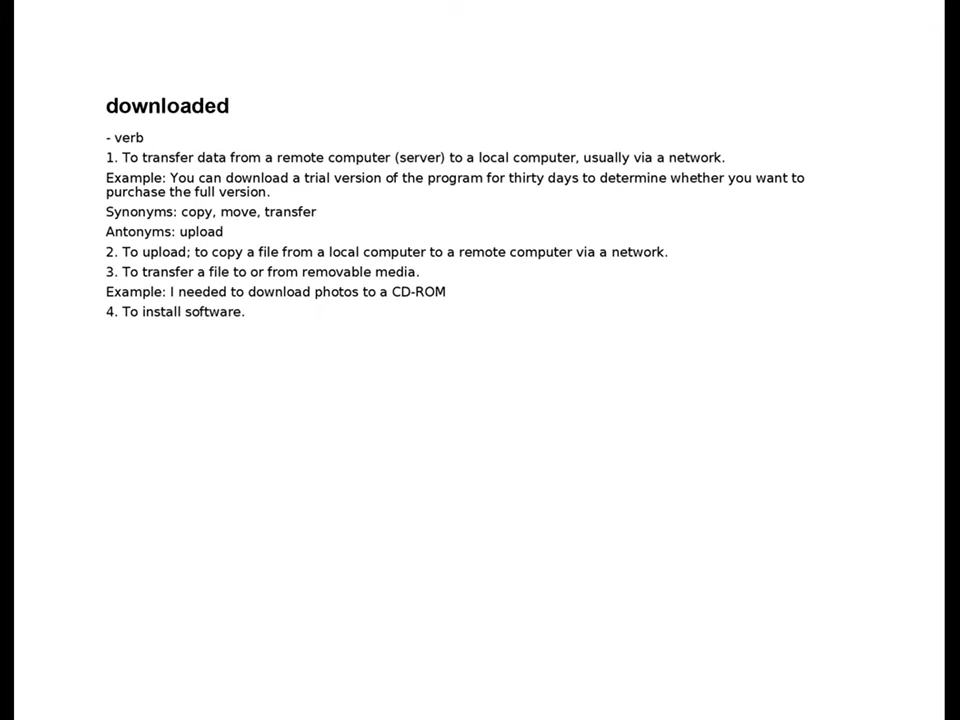 downloaded
- verb
1. To transfer data from a remote computer (server) to a local computer, usually via a network.
Example: You can download a trial version of the program for thirty days to determine whether you want to
purchase the full version.
Synonyms: copy, move, transfer
Antonyms: upload
2. To upload; to copy a file from a local computer to a remote computer via a network.
3. To transfer a file to or from removable media.
Example: I needed to download photos to a CD-ROM
4. To install software.